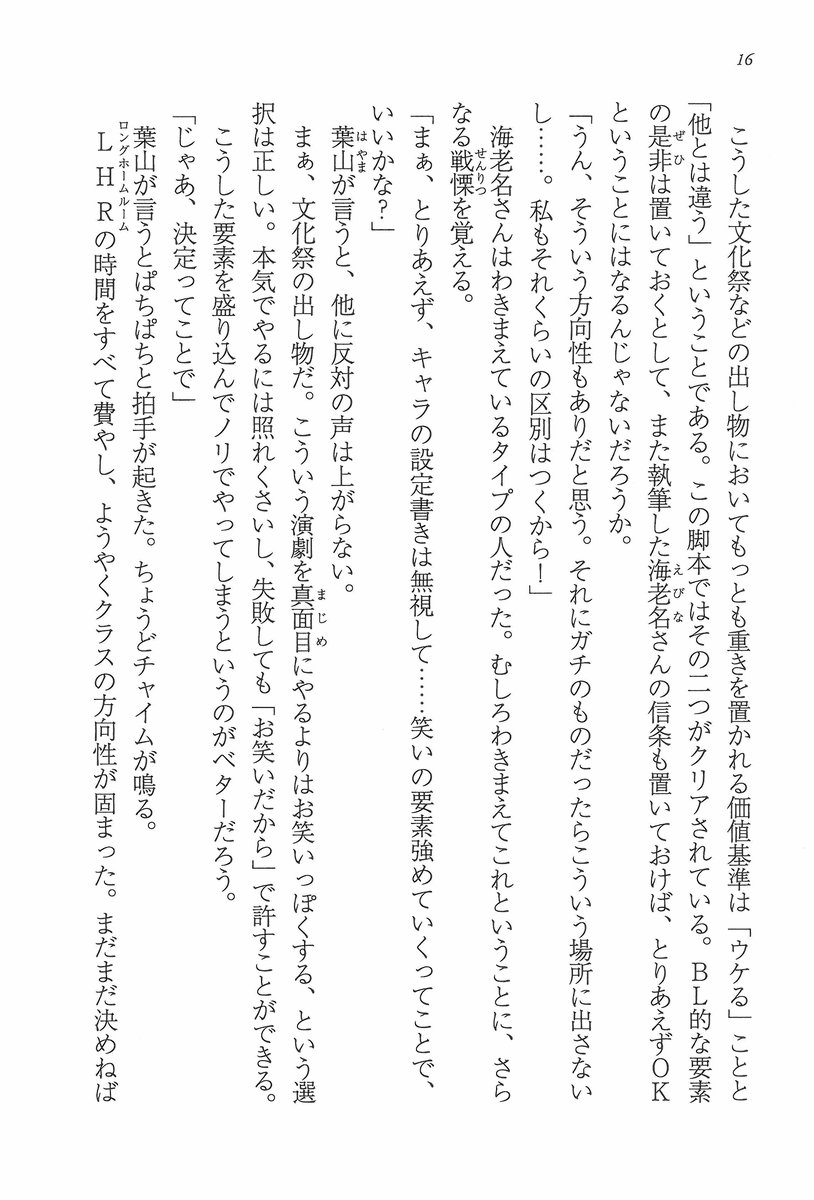 16
こうした文化祭などの出し物においてもっとも重きを置かれる価値基準は「ウケる」ことと
「他とは違う」ということである。この脚本ではその二つがクリアされている。ＢＬ的な要素
の是非は置いておくとして、また執筆した海老名さんの信条も置いておけば、とりあえずＯＫ
ぜひ
えびな
ということにはなるんじゃないだろうか。
「うん、そういう方向性もありだと思う。それにガチのものだったらこういう場所に出さない
し……。私もそれくらいの区別はつくから！」
海老名さんはわきまえているタイプの人だった。むしろわきまえてこれということに、さら
なる戦慄を覚える。
せんりつ
「まぁ、とりあえず、キャラの設定書きは無視して……笑いの要素強めていくってことで、
いいかな？」
葉山が言うと、他に反対の声は上がらない。
はやま
まぁ、文化祭の出し物だ。こういう演劇を真面目にやるよりはお笑いっぽくする、という選
まじめ
択は正しい。本気でやるには照れくさいし、失敗しても「お笑いだから」で許すことができる。
こうした要素を盛り込んでノリでやってしまうというのがベターだろう。
「じゃあ、決定ってことで」
葉山が言うとぱちぱちと拍手が起きた。ちょうどチャイムが鳴る。
ＬＨＲの時間をすべて費やし、ようやくクラスの方向性が固まった。まだまだ決めねば
ロングホームルーム